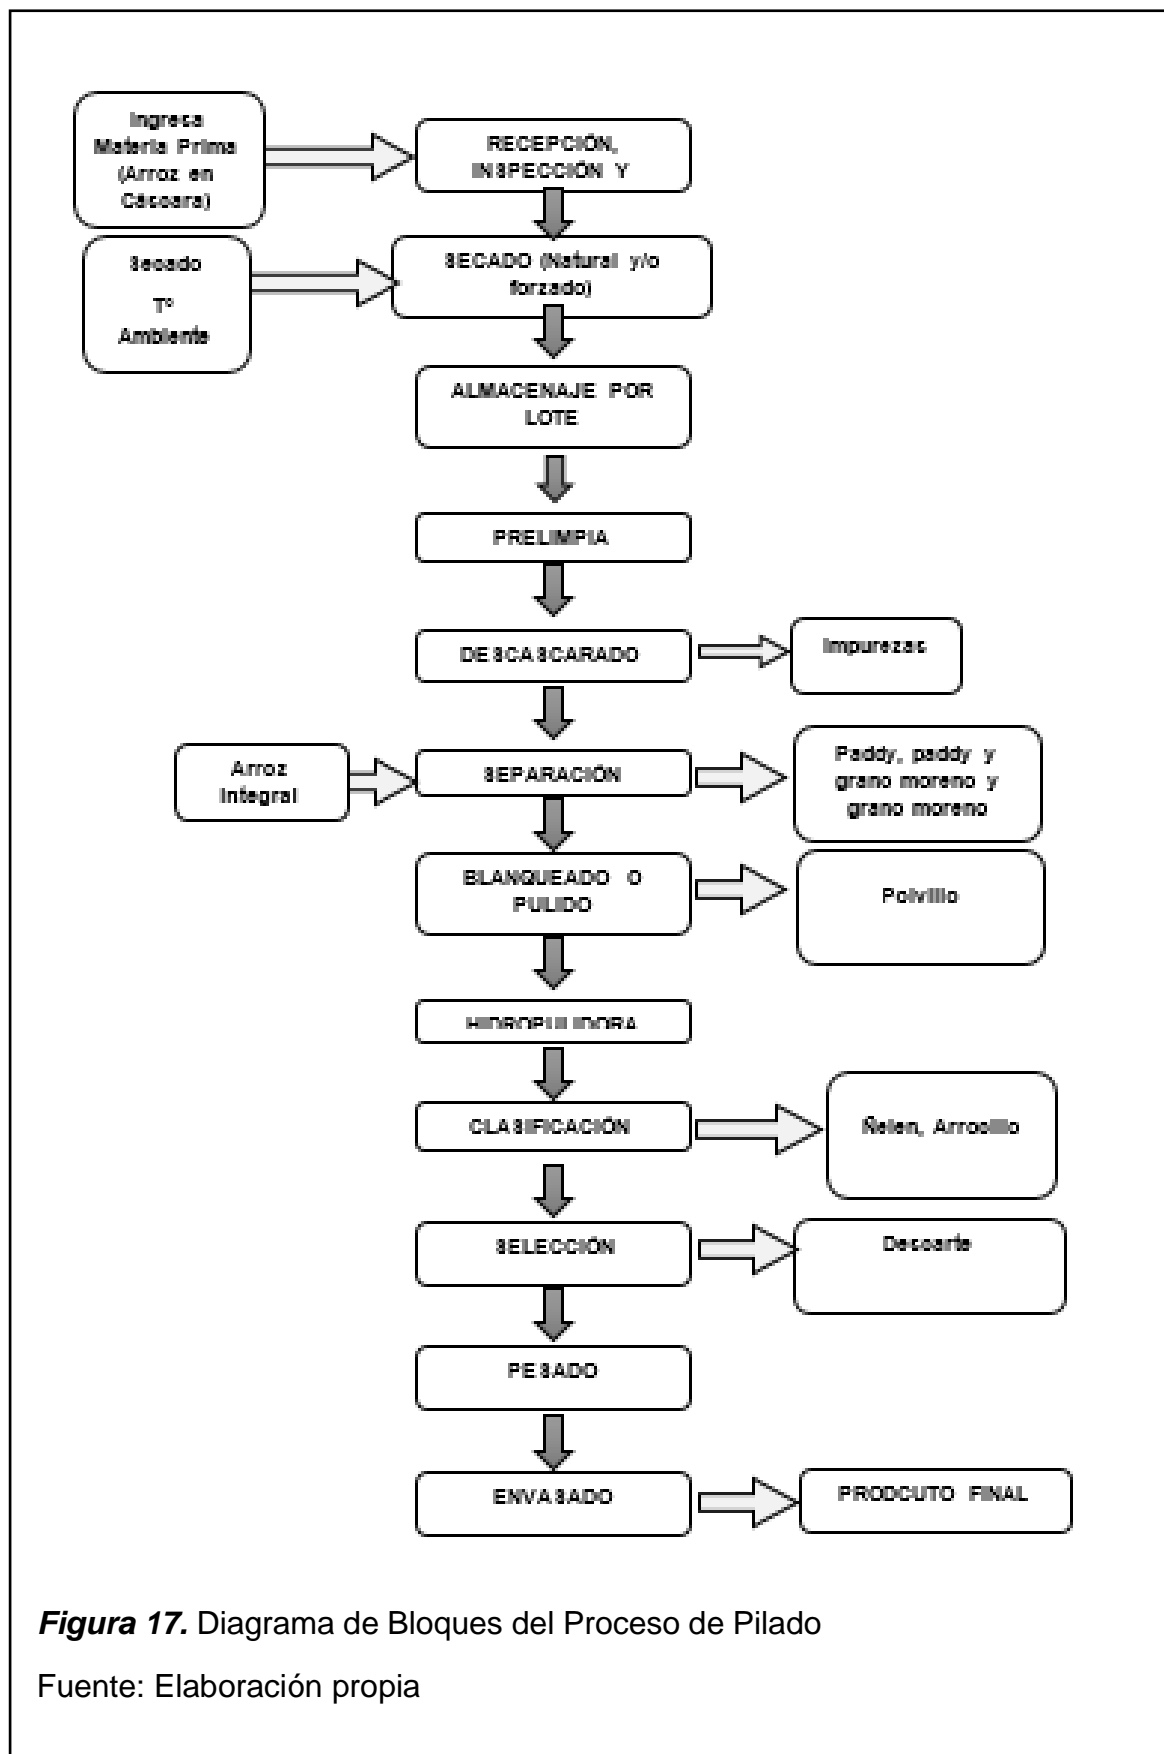 Ingresa
Materia Prima
(Arroz en
Cáscara)
RECEPCIÓN,
INSPECCIÓN Y
Secado
Tº
Ambiente
SECADO (Natural y/o
forzado)
ALMACENAJE POR
LOTE
PRELIMPIA
DESCASCARADO
Impurezas
Arroz
Integral
SEPARACIÓN
Paddy, paddy y
grano moreno y
grano moreno
BLANQUEADO O
PULIDO
Polvillo
HIDROPULIDORA
CLASIFICACIÓN
Ñelen, Arrocillo
SELECCIÓN
Descarte
PESADO
ENVASADO
PRODCUTO FINAL
Figura 17. Diagrama de Bloques del Proceso de Pilado
Fuente: Elaboración propia